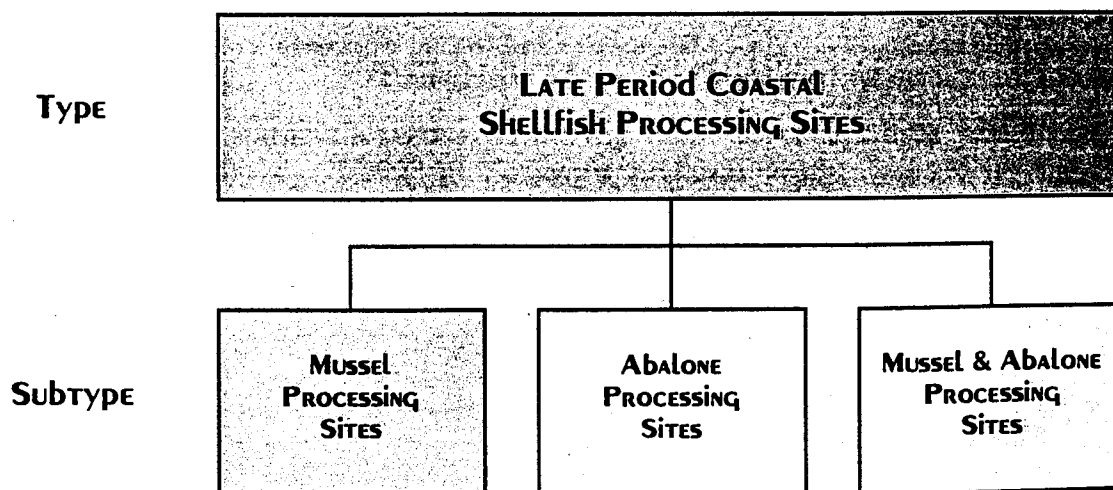 Type
Late Period Coastal
Shellfish Processing Sites
Subtype
Mussel
Processing
Sites
Abalone
Processing
Sites
Mussel & Abalone
Processing
Sites